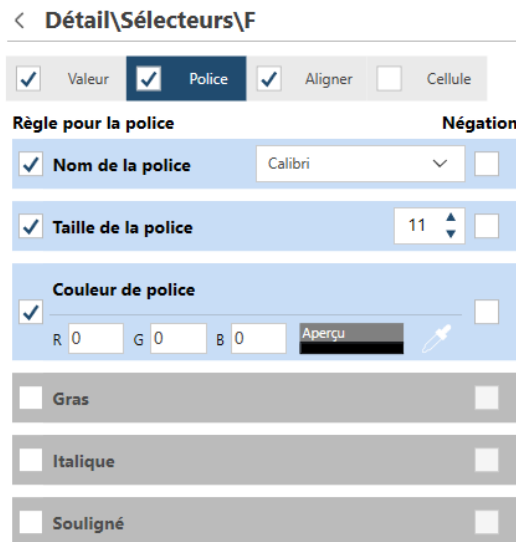 Détail\Sélecteurs\F
Valeur Police Aligner Cellule
Règle pour la police Négation
Nom de la police Calibri
Taille de la police 11
Couleur de police
R 0 G 0 B 0 Aperçu
Gras
Italique
Souligné